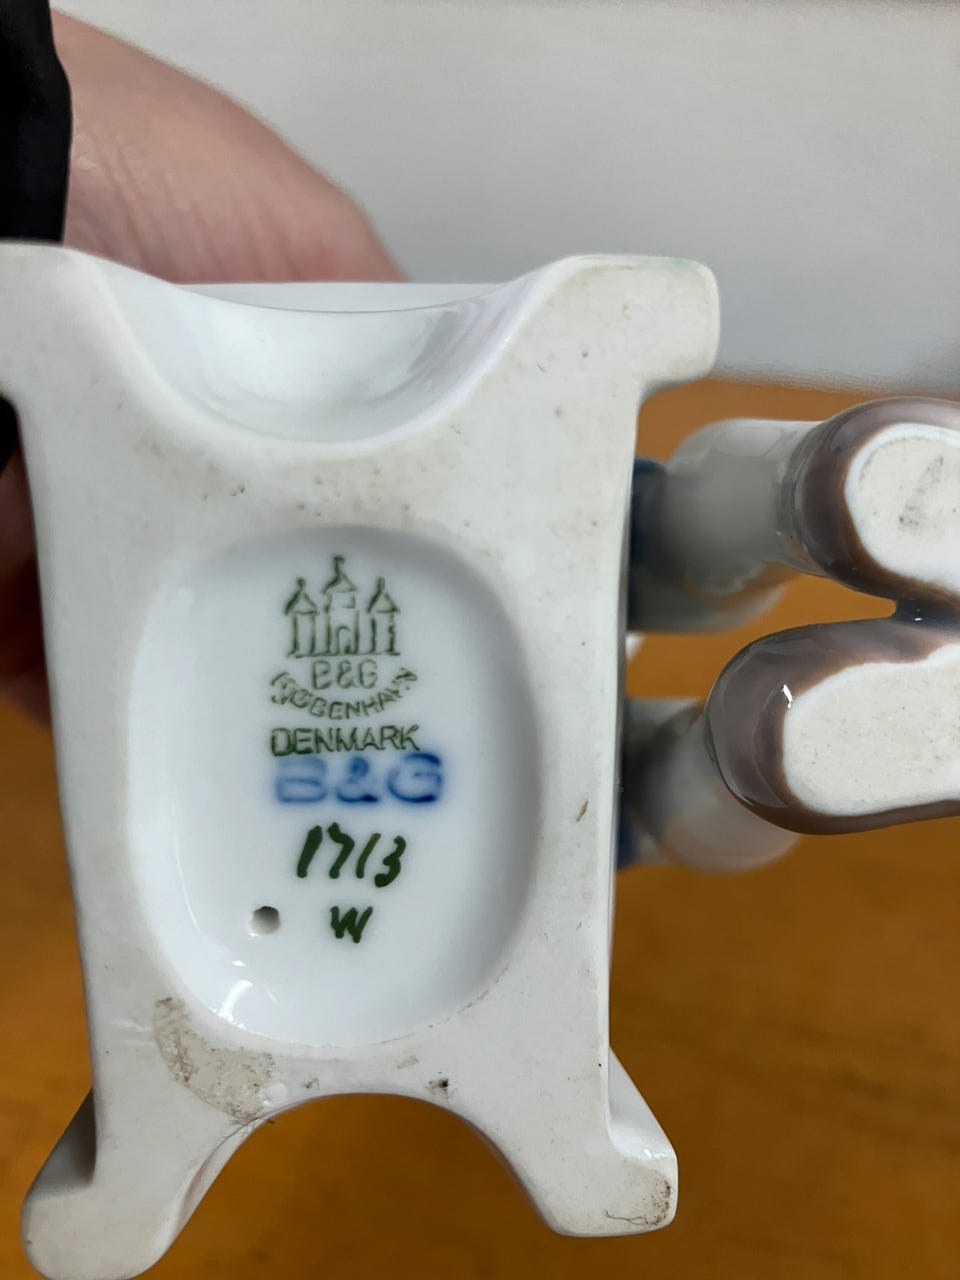 B&G
KØBENHAVN
DENMARK
B&G
1713
W